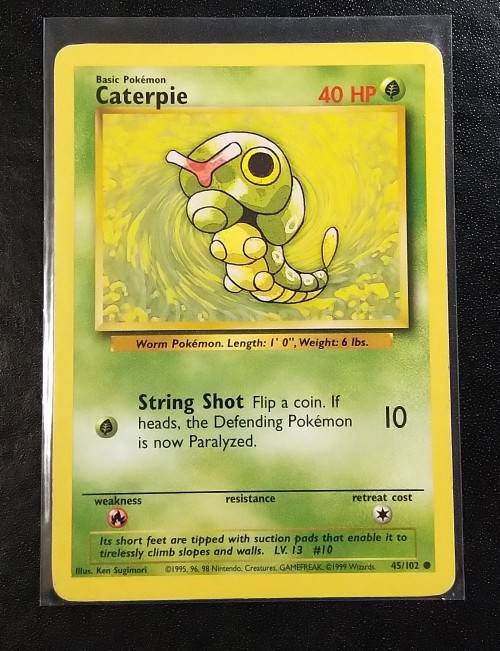 Basic Pokémon
Caterpie 40 HP
Worm Pokémon. Length: 1' 0", Weight: 6 lbs.
String Shot Flip a coin. If
heads, the Defending Pokémon
is now Paralyzed.
10
weakness resistance retreat cost
Its short feet are tipped with suction pads that enable it to
tirelessly climb slopes and walls. LV. 13 #10
Illus. Ken Sugimori ©1995, 96, 98 Nintendo, Creatures, GAMEFREAK. ©1999 Wizards. 45/102 ●